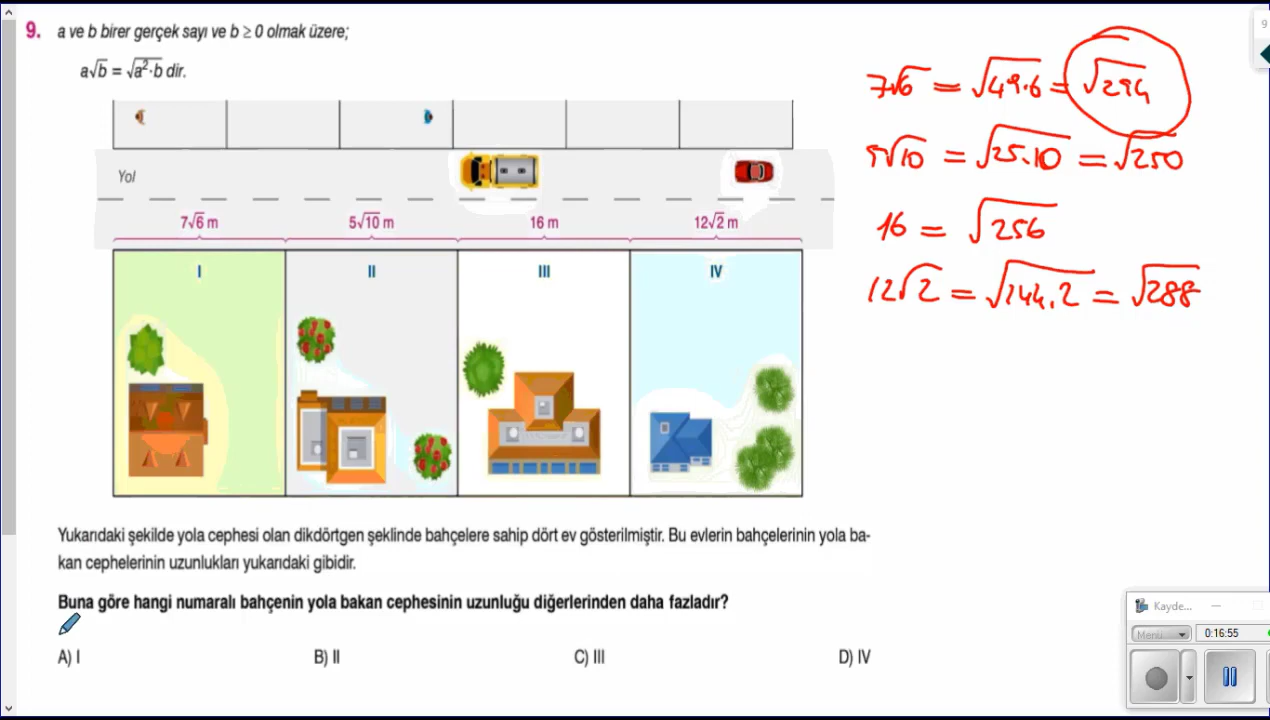 9. a ve b birer gerçek sayı ve b ≥ 0 olmak üzere;
a√b = √a²·b dir.
Yol
7√6 m 5√10 m 16 m 12√2 m
I II III IV
Yukarıdaki şekilde yola cephesi olan dikdörtgen şeklinde bahçelere sahip dört ev gösterilmiştir. Bu evlerin bahçelerinin yola ba-
kan cephelerinin uzunlukları yukarıdaki gibidir.
Buna göre hangi numaralı bahçenin yola bakan cephesinin uzunluğu diğerlerinden daha fazladır?
A) I B) II C) III D) IV
7√6 = √49.6 = √294
5√10 = √25.10 = √250
16 = √256
12√2 = √144.2 = √288
9
Kayde...
Menü
0:16:55